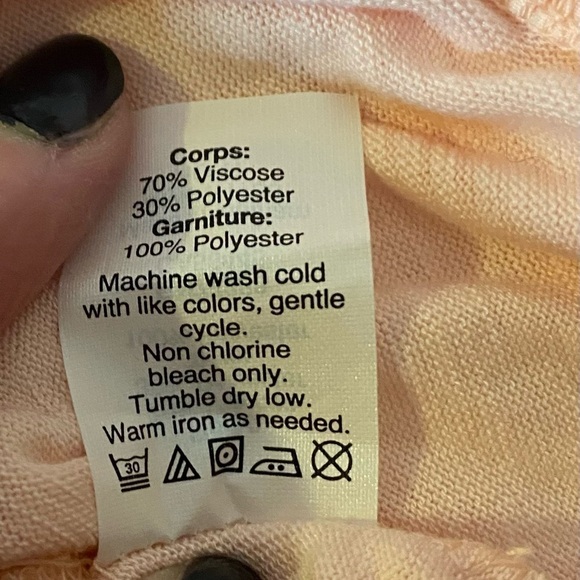 Corps:
70% Viscose
30% Polyester
Garniture:
100% Polyester
Machine wash cold
with like colors, gentle
cycle.
Non chlorine
bleach only.
Tumble dry low.
Warm iron as needed.
30